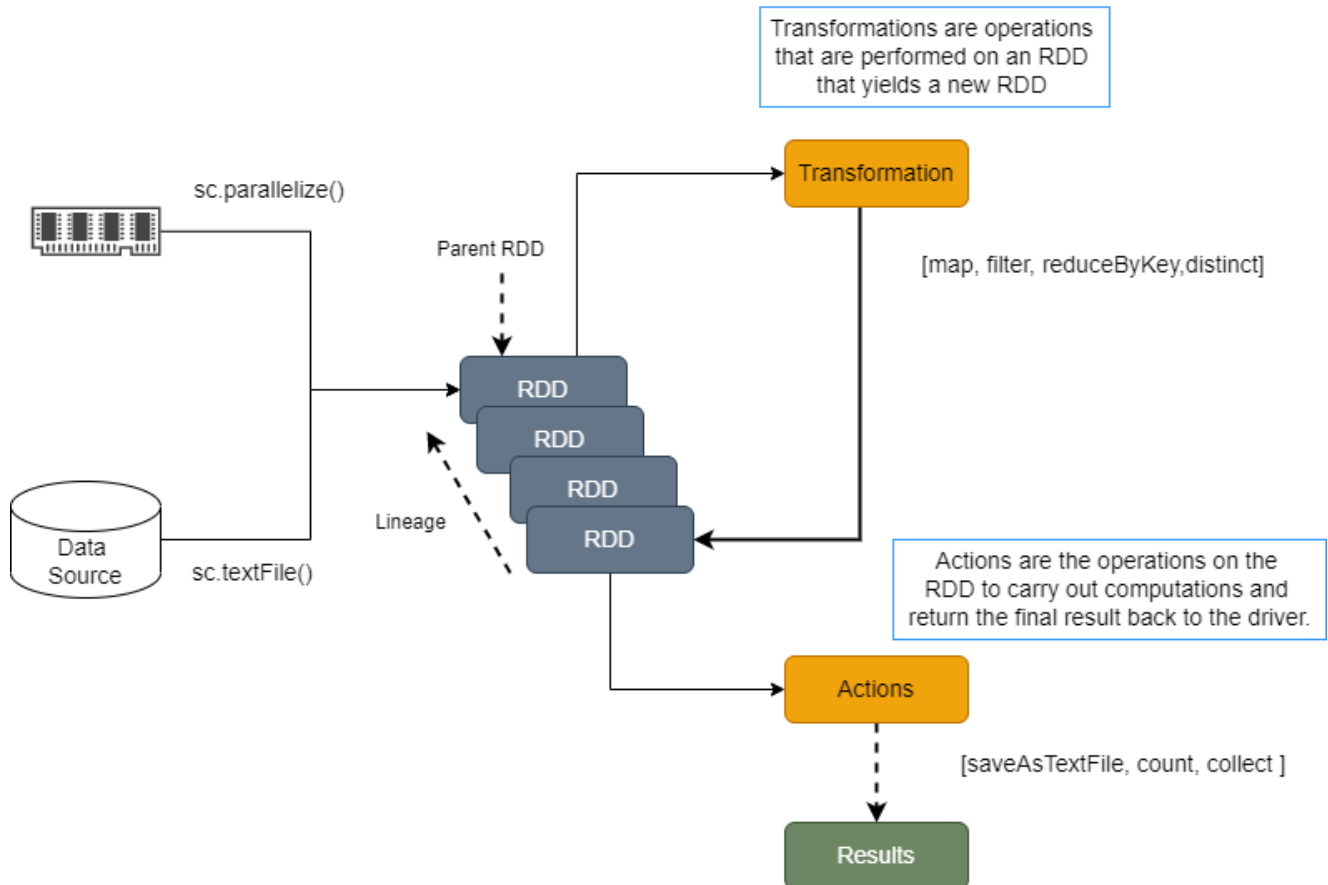 Transformations are operations
that are performed on an RDD
that yields a new RDD
Transformation
sc.parallelize()
Parent RDD
[map, filter, reduceByKey,distinct]
RDD
RDD
RDD
RDD
Lineage
Data
Source
sc.textFile()
Actions are the operations on the
RDD to carry out computations and
return the final result back to the driver.
Actions
[saveAsTextFile, count, collect ]
Results